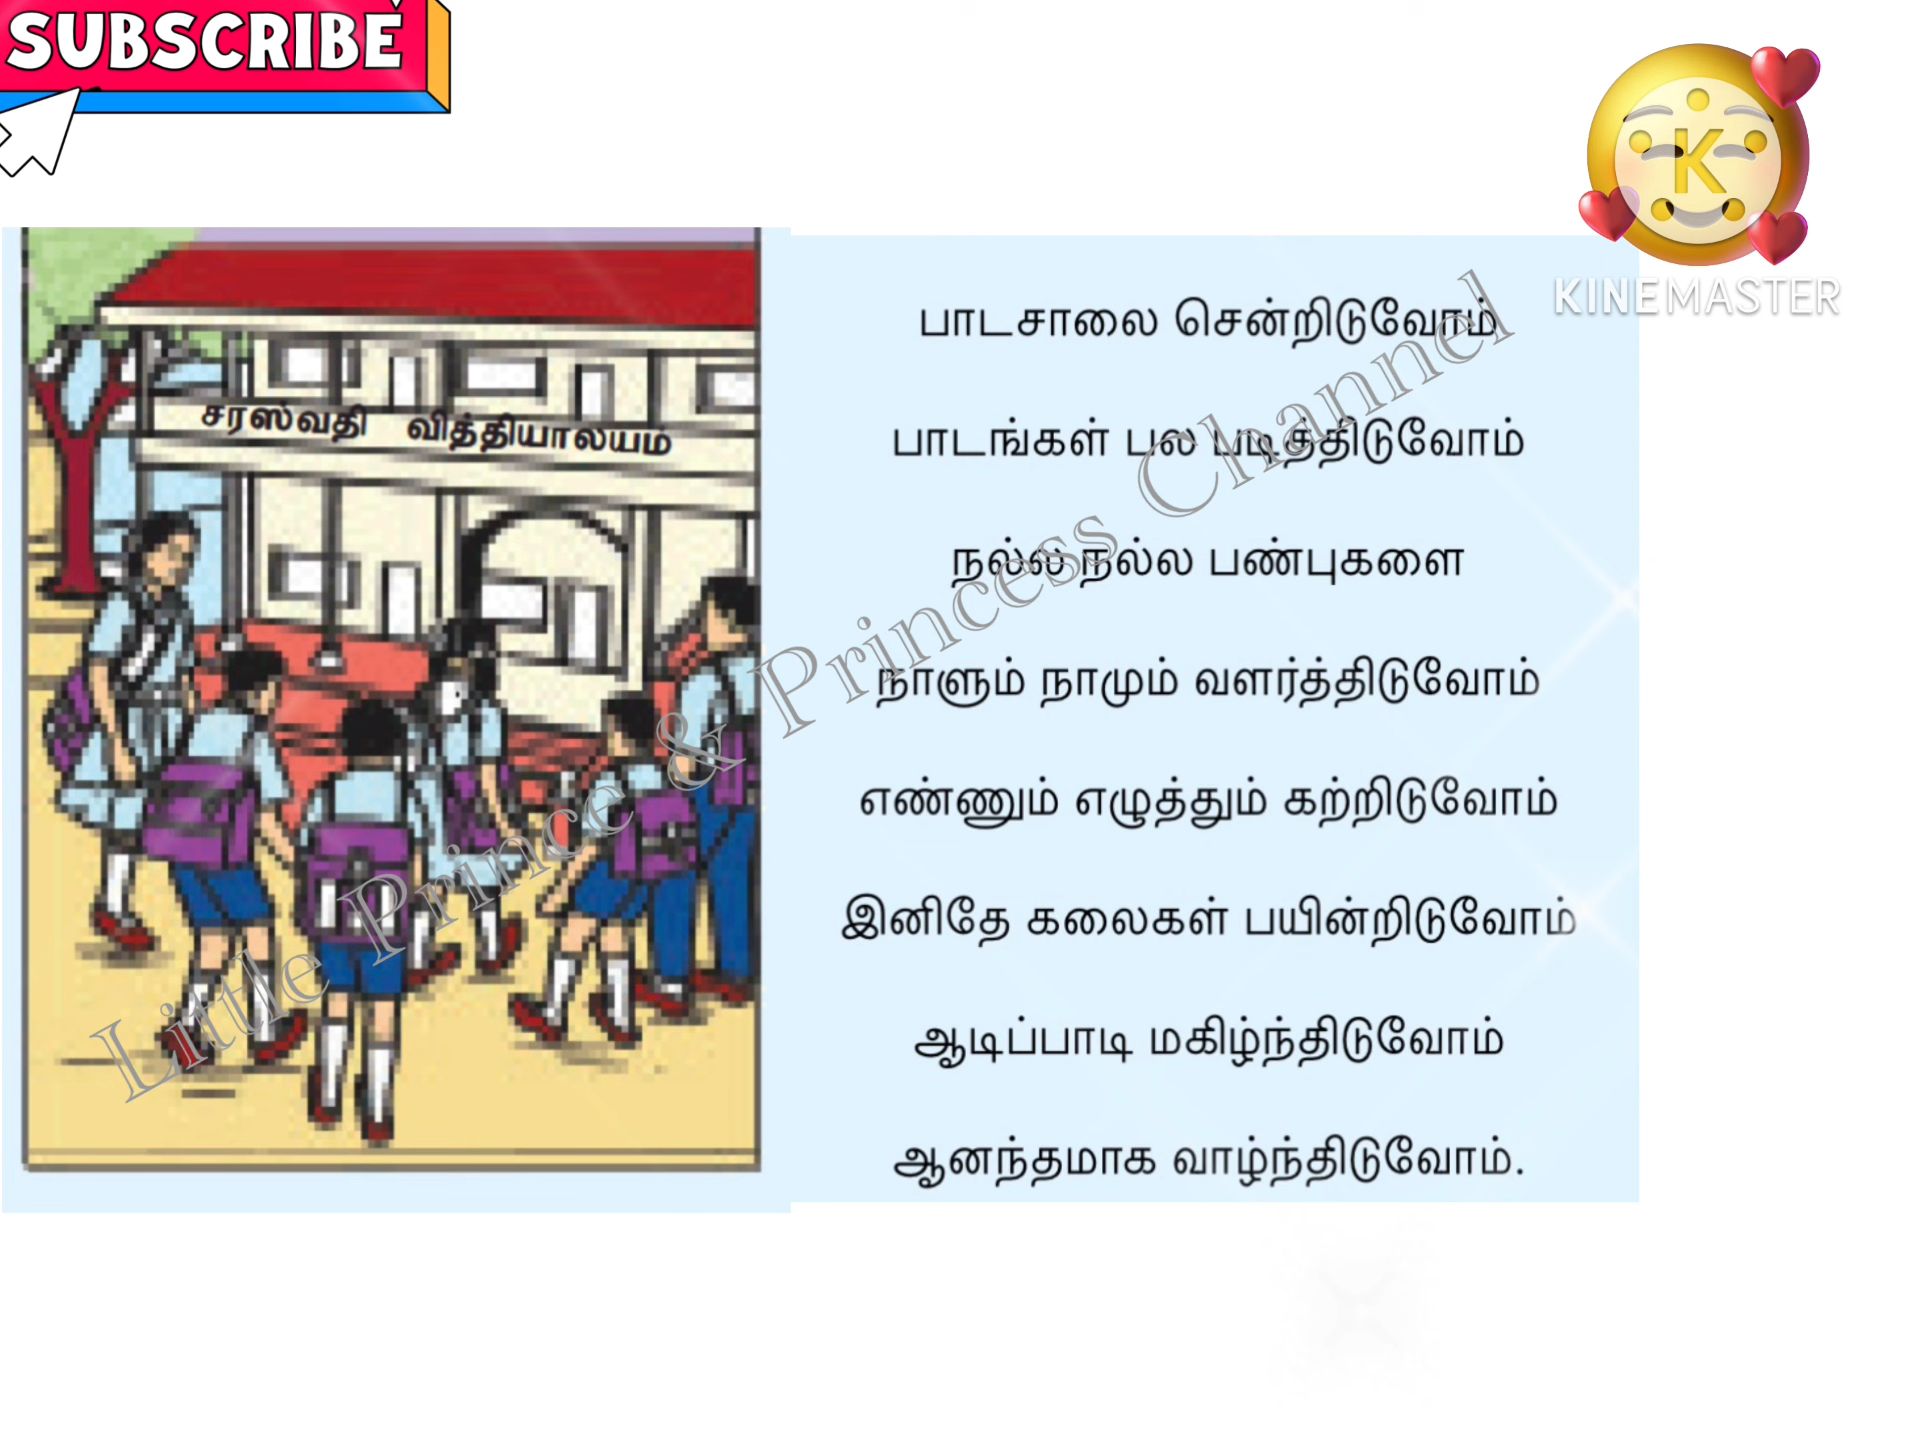 SUBSCRIBE
KINEMASTER
சரஸ்வதி வித்தியாலயம்
பாடசாலை சென்றிடுவோம்
பாடங்கள் பல படித்திடுவோம்
நல்ல நல்ல பண்புகளை
நாளும் நாமும் வளர்த்திடுவோம்
எண்ணும் எழுத்தும் கற்றிடுவோம்
இனிதே கலைகள் பயின்றிடுவோம்
ஆடிப்பாடி மகிழ்ந்திடுவோம்
ஆனந்தமாக வாழ்ந்திடுவோம்.
Little Prince & Princess Channel